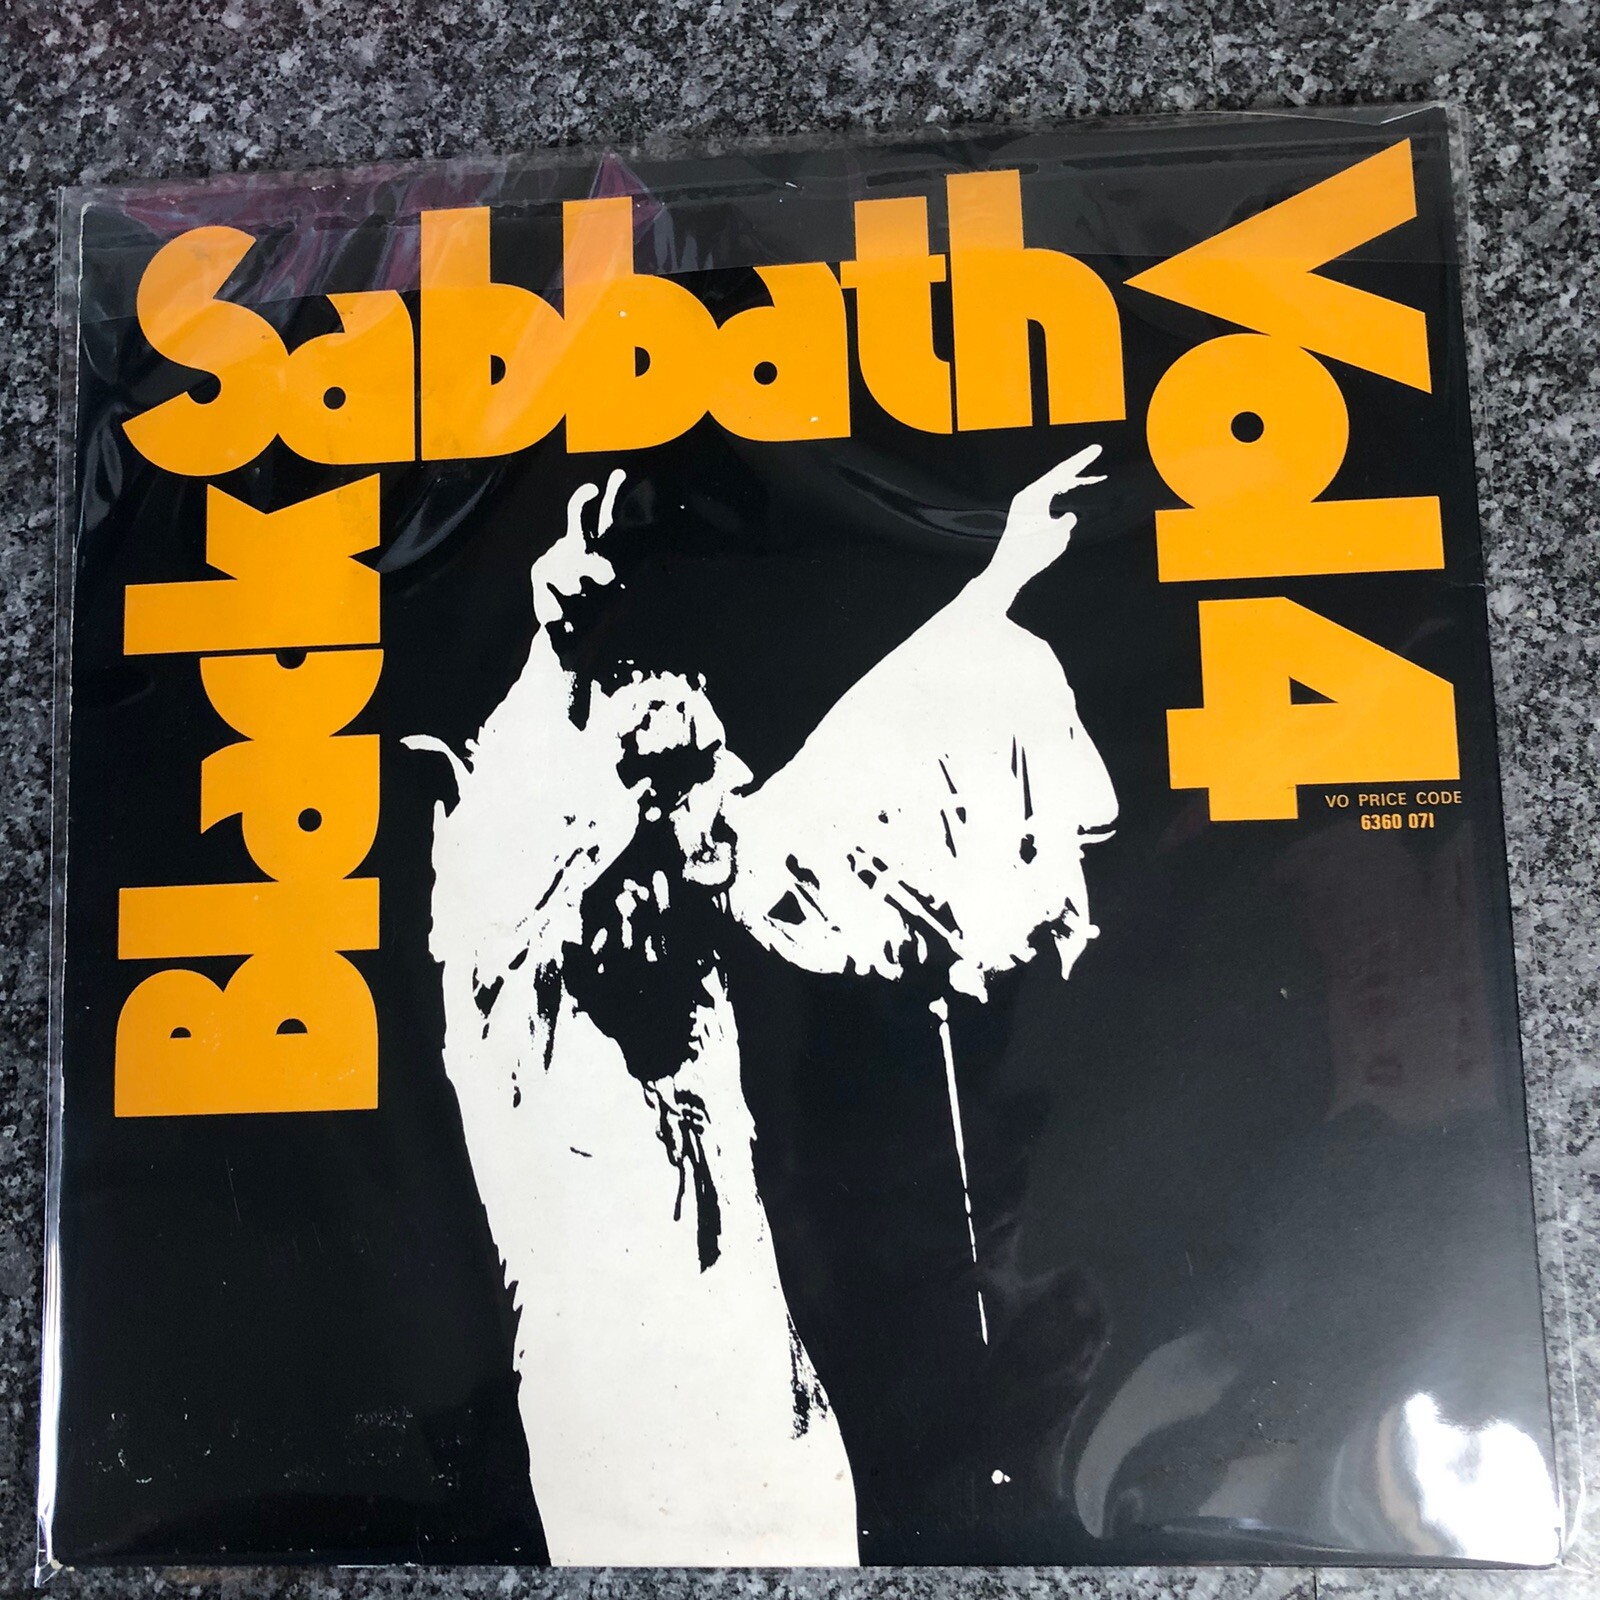 Black
Sabbath
Vol 4
VO PRICE CODE
6360 071